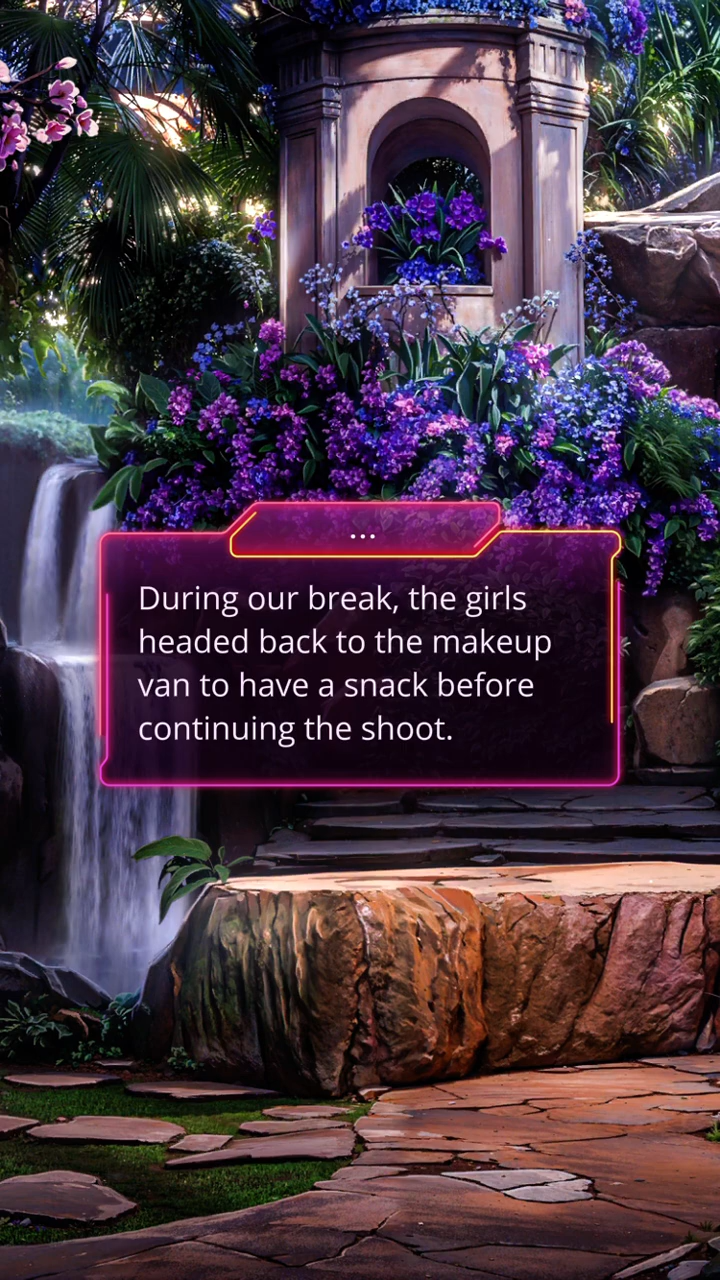 ...
During our break, the girls
headed back to the makeup
van to have a snack before
continuing the shoot.